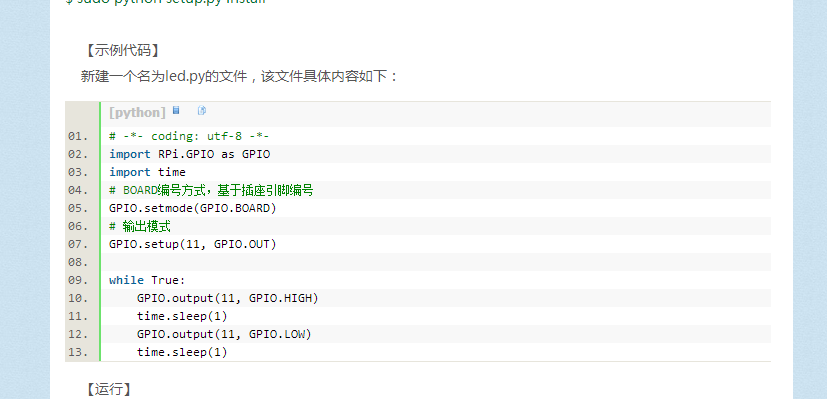 $ sudo python setup.py install
【示例代码】
新建一个名为led.py的文件，该文件具体内容如下：
[python]
01. # -*- coding: utf-8 -*-
02. import RPi.GPIO as GPIO
03. import time
04. # BOARD编号方式，基于插座引脚编号
05. GPIO.setmode(GPIO.BOARD)
06. # 输出模式
07. GPIO.setup(11, GPIO.OUT)
08.
09. while True:
10.     GPIO.output(11, GPIO.HIGH)
11.     time.sleep(1)
12.     GPIO.output(11, GPIO.LOW)
13.     time.sleep(1)
【运行】